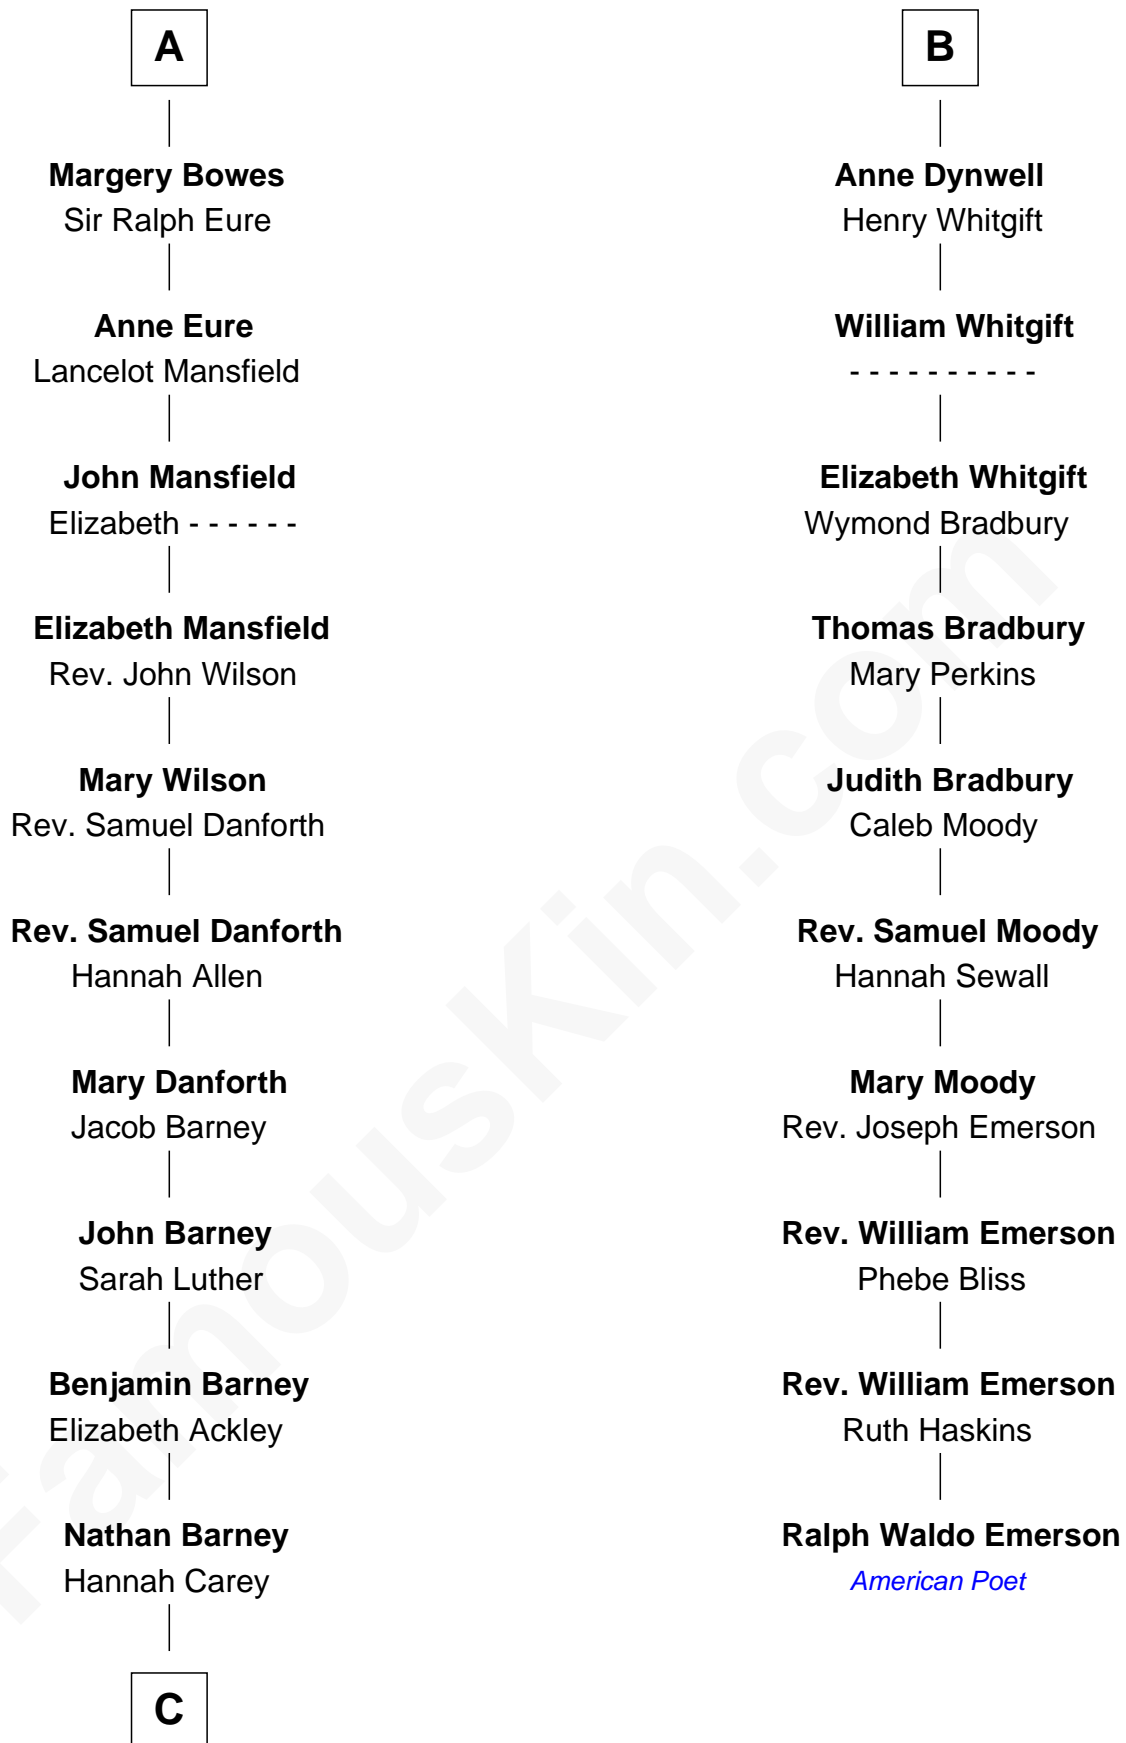 A
Margery Bowes
Sir Ralph Eure
Anne Eure
Lancelot Mansfield
John Mansfield
Elizabeth - - - - - -
Elizabeth Mansfield
Rev. John Wilson
Mary Wilson
Rev. Samuel Danforth
Rev. Samuel Danforth
Hannah Allen
Mary Danforth
Jacob Barney
John Barney
Sarah Luther
Benjamin Barney
Elizabeth Ackley
Nathan Barney
Hannah Carey
C
B
Anne Dynwell
Henry Whitgift
William Whitgift
- - - - - - - - - -
Elizabeth Whitgift
Wymond Bradbury
Thomas Bradbury
Mary Perkins
Judith Bradbury
Caleb Moody
Rev. Samuel Moody
Hannah Sewall
Mary Moody
Rev. Joseph Emerson
Rev. William Emerson
Phebe Bliss
Rev. William Emerson
Ruth Haskins
Ralph Waldo Emerson
American Poet
FamousKin.com